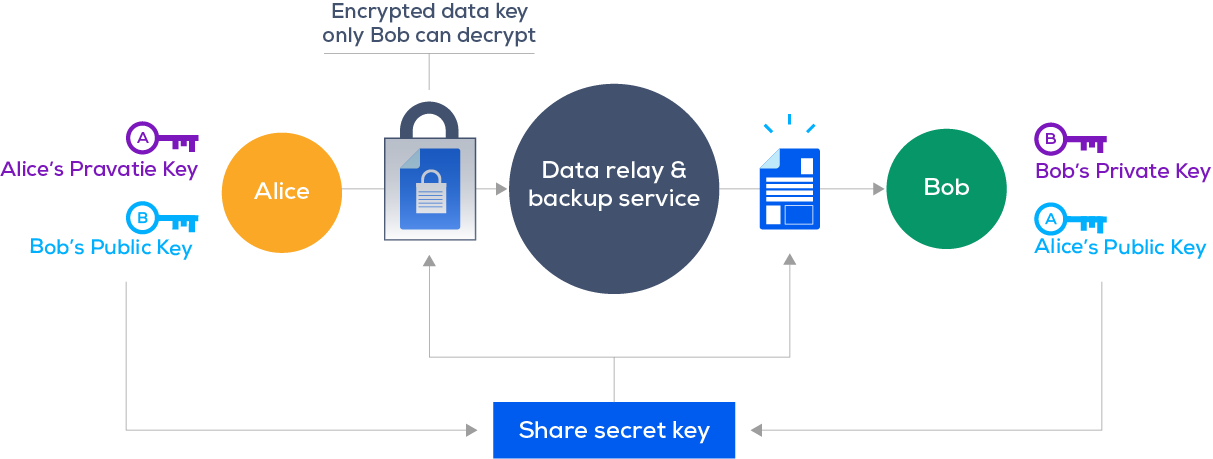 Encrypted data key
only Bob can decrypt
A
Alice's Pravatie Key
B
Bob's Public Key
Alice
Data relay &
backup service
Bob
B
Bob's Private Key
A
Alice's Public Key
Share secret key